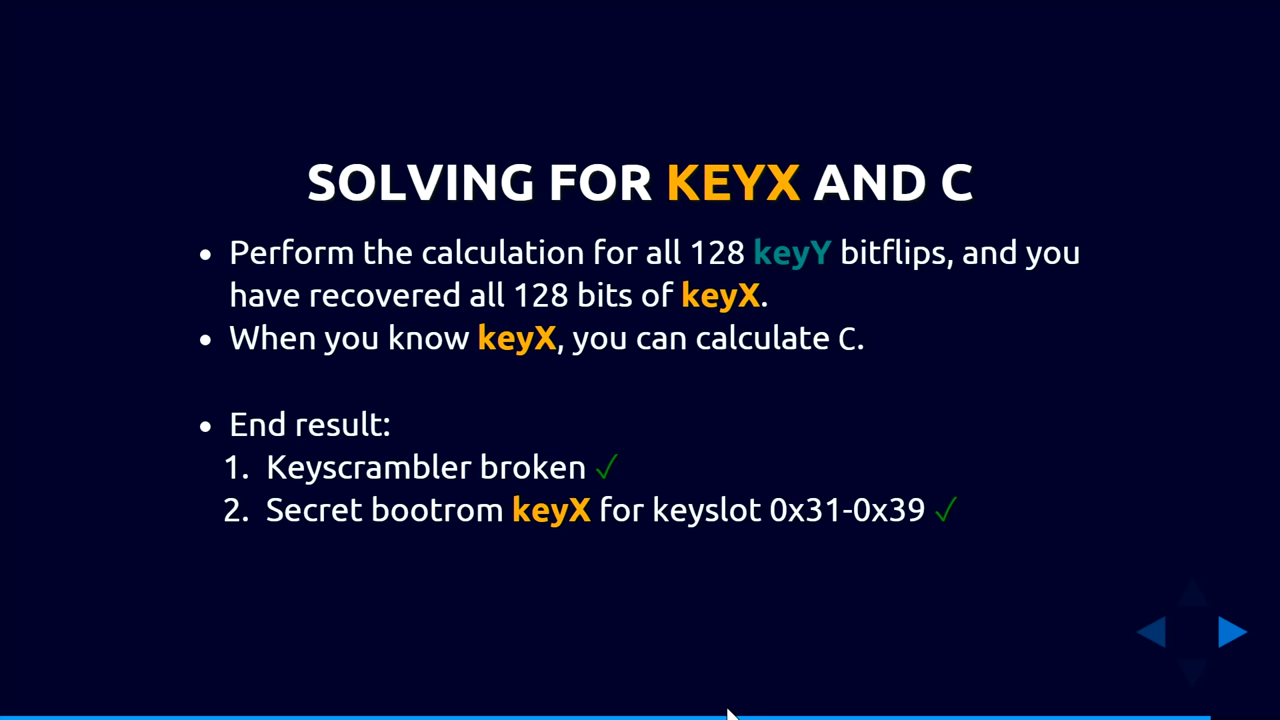 SOLVING FOR KEYX AND C
• Perform the calculation for all 128 keyY bitflips, and you
have recovered all 128 bits of keyX.
• When you know keyX, you can calculate C.
• End result:
1. Keyscrambler broken ✓
2. Secret bootrom keyX for keyslot 0x31-0x39 ✓